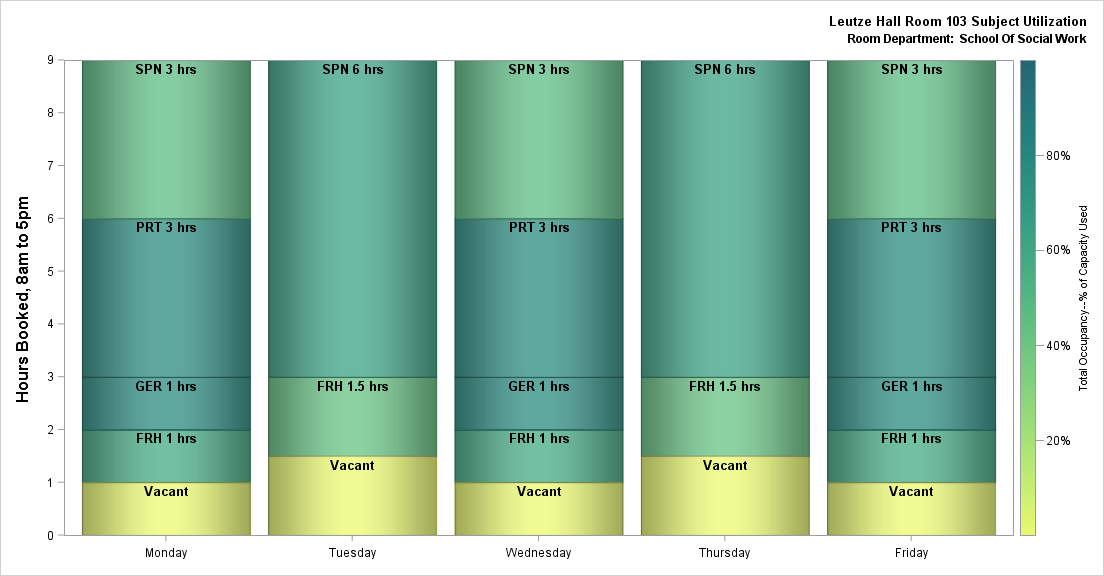 Leutze Hall Room 103 Subject Utilization
Room Department:  School Of Social Work
Hours Booked, 8am to 5pm
9
8
7
6
5
4
3
2
1
0
SPN 3 hrs
PRT 3 hrs
GER 1 hrs
FRH 1 hrs
Vacant
SPN 6 hrs
FRH 1.5 hrs
Vacant
SPN 3 hrs
PRT 3 hrs
GER 1 hrs
FRH 1 hrs
Vacant
SPN 6 hrs
FRH 1.5 hrs
Vacant
SPN 3 hrs
PRT 3 hrs
GER 1 hrs
FRH 1 hrs
Vacant
Monday
Tuesday
Wednesday
Thursday
Friday
80%
60%
40%
20%
Total Occupancy--% of Capacity Used